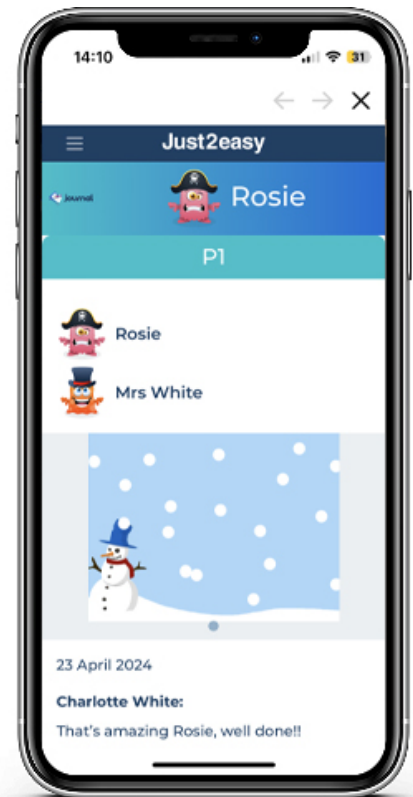 14:10
31
Just2easy
journal
Rosie
P1
Rosie
Mrs White
23 April 2024
Charlotte White:
That's amazing Rosie, well done!!